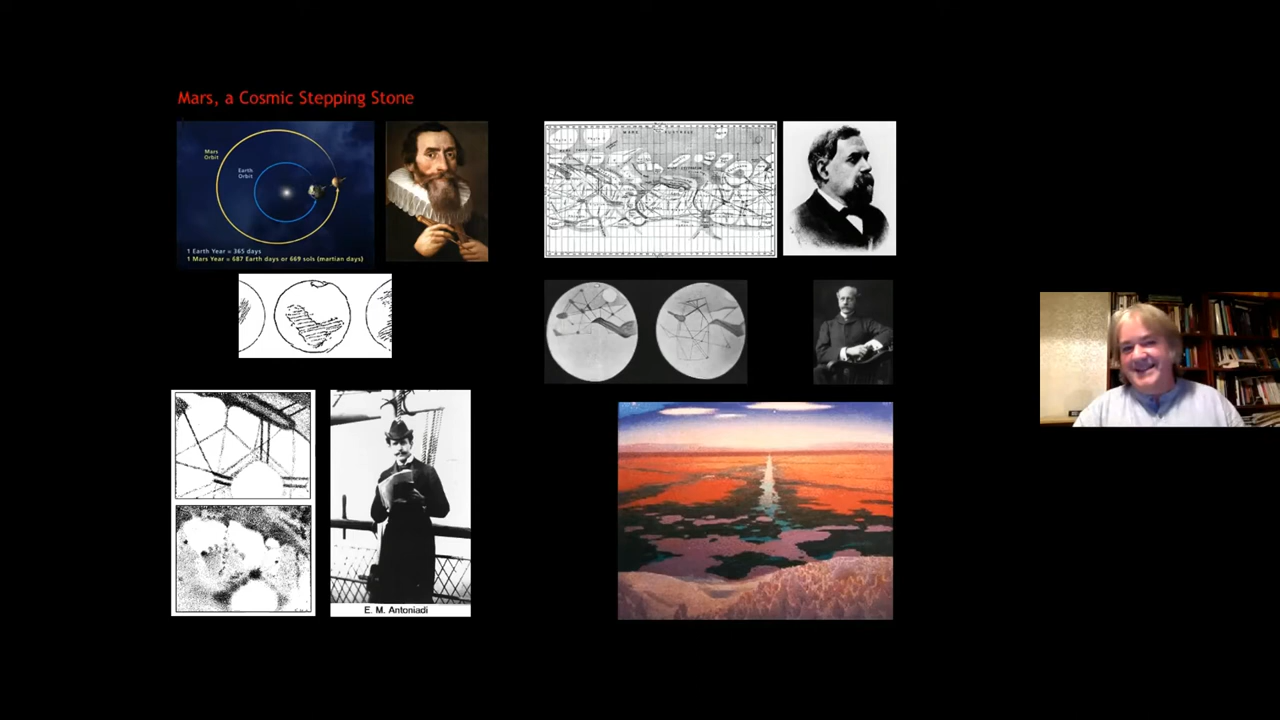 Mars, a Cosmic Stepping Stone
Mars
Orbit
Earth
Orbit
1 Earth Year = 365 days
1 Mars Year = 687 Earth days or 669 sols (martian days)
E. M. Antoniadi